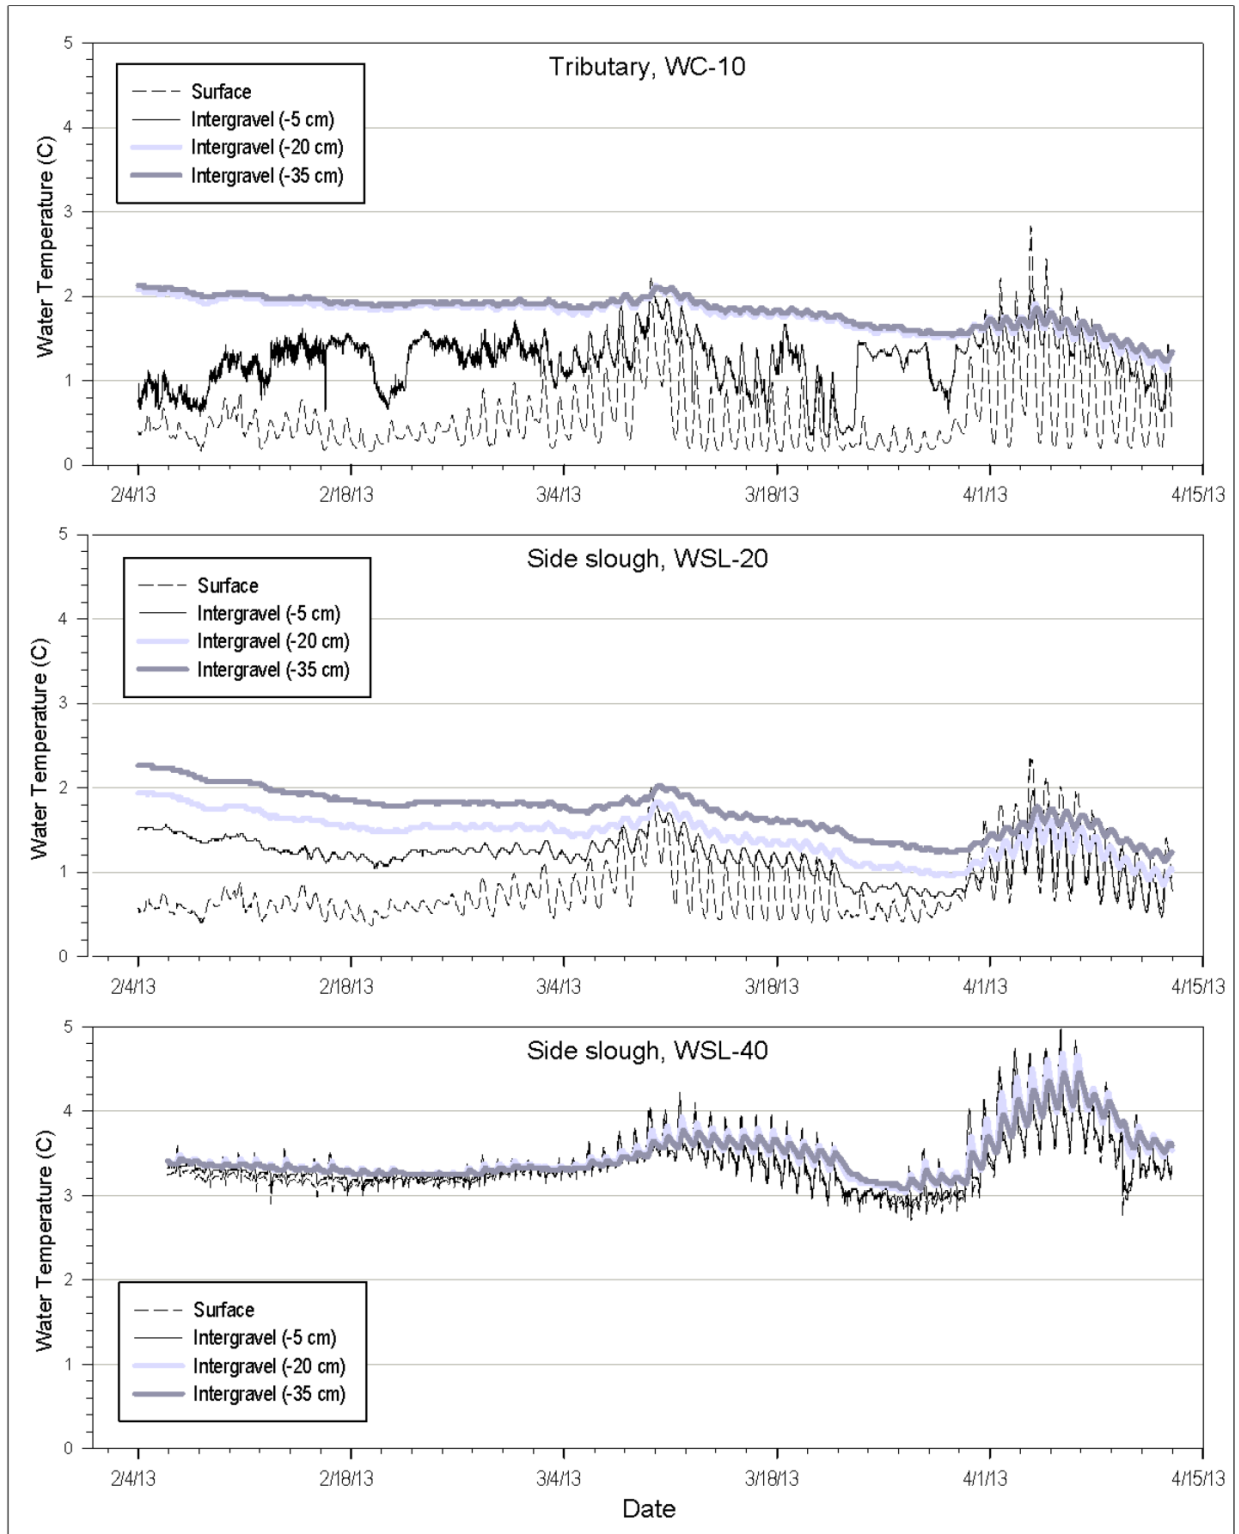 Tributary, WC-10
Surface
Intergravel (-5 cm)
Intergravel (-20 cm)
Intergravel (-35 cm)
Water Temperature (C)
5
4
3
2
1
0
2/4/13 2/18/13 3/4/13 3/18/13 4/1/13 4/15/13
Side slough, WSL-20
Surface
Intergravel (-5 cm)
Intergravel (-20 cm)
Intergravel (-35 cm)
Water Temperature (C)
5
4
3
2
1
0
2/4/13 2/18/13 3/4/13 3/18/13 4/1/13 4/15/13
Side slough, WSL-40
Surface
Intergravel (-5 cm)
Intergravel (-20 cm)
Intergravel (-35 cm)
Water Temperature (C)
5
4
3
2
1
0
2/4/13 2/18/13 3/4/13 3/18/13 4/1/13 4/15/13
Date